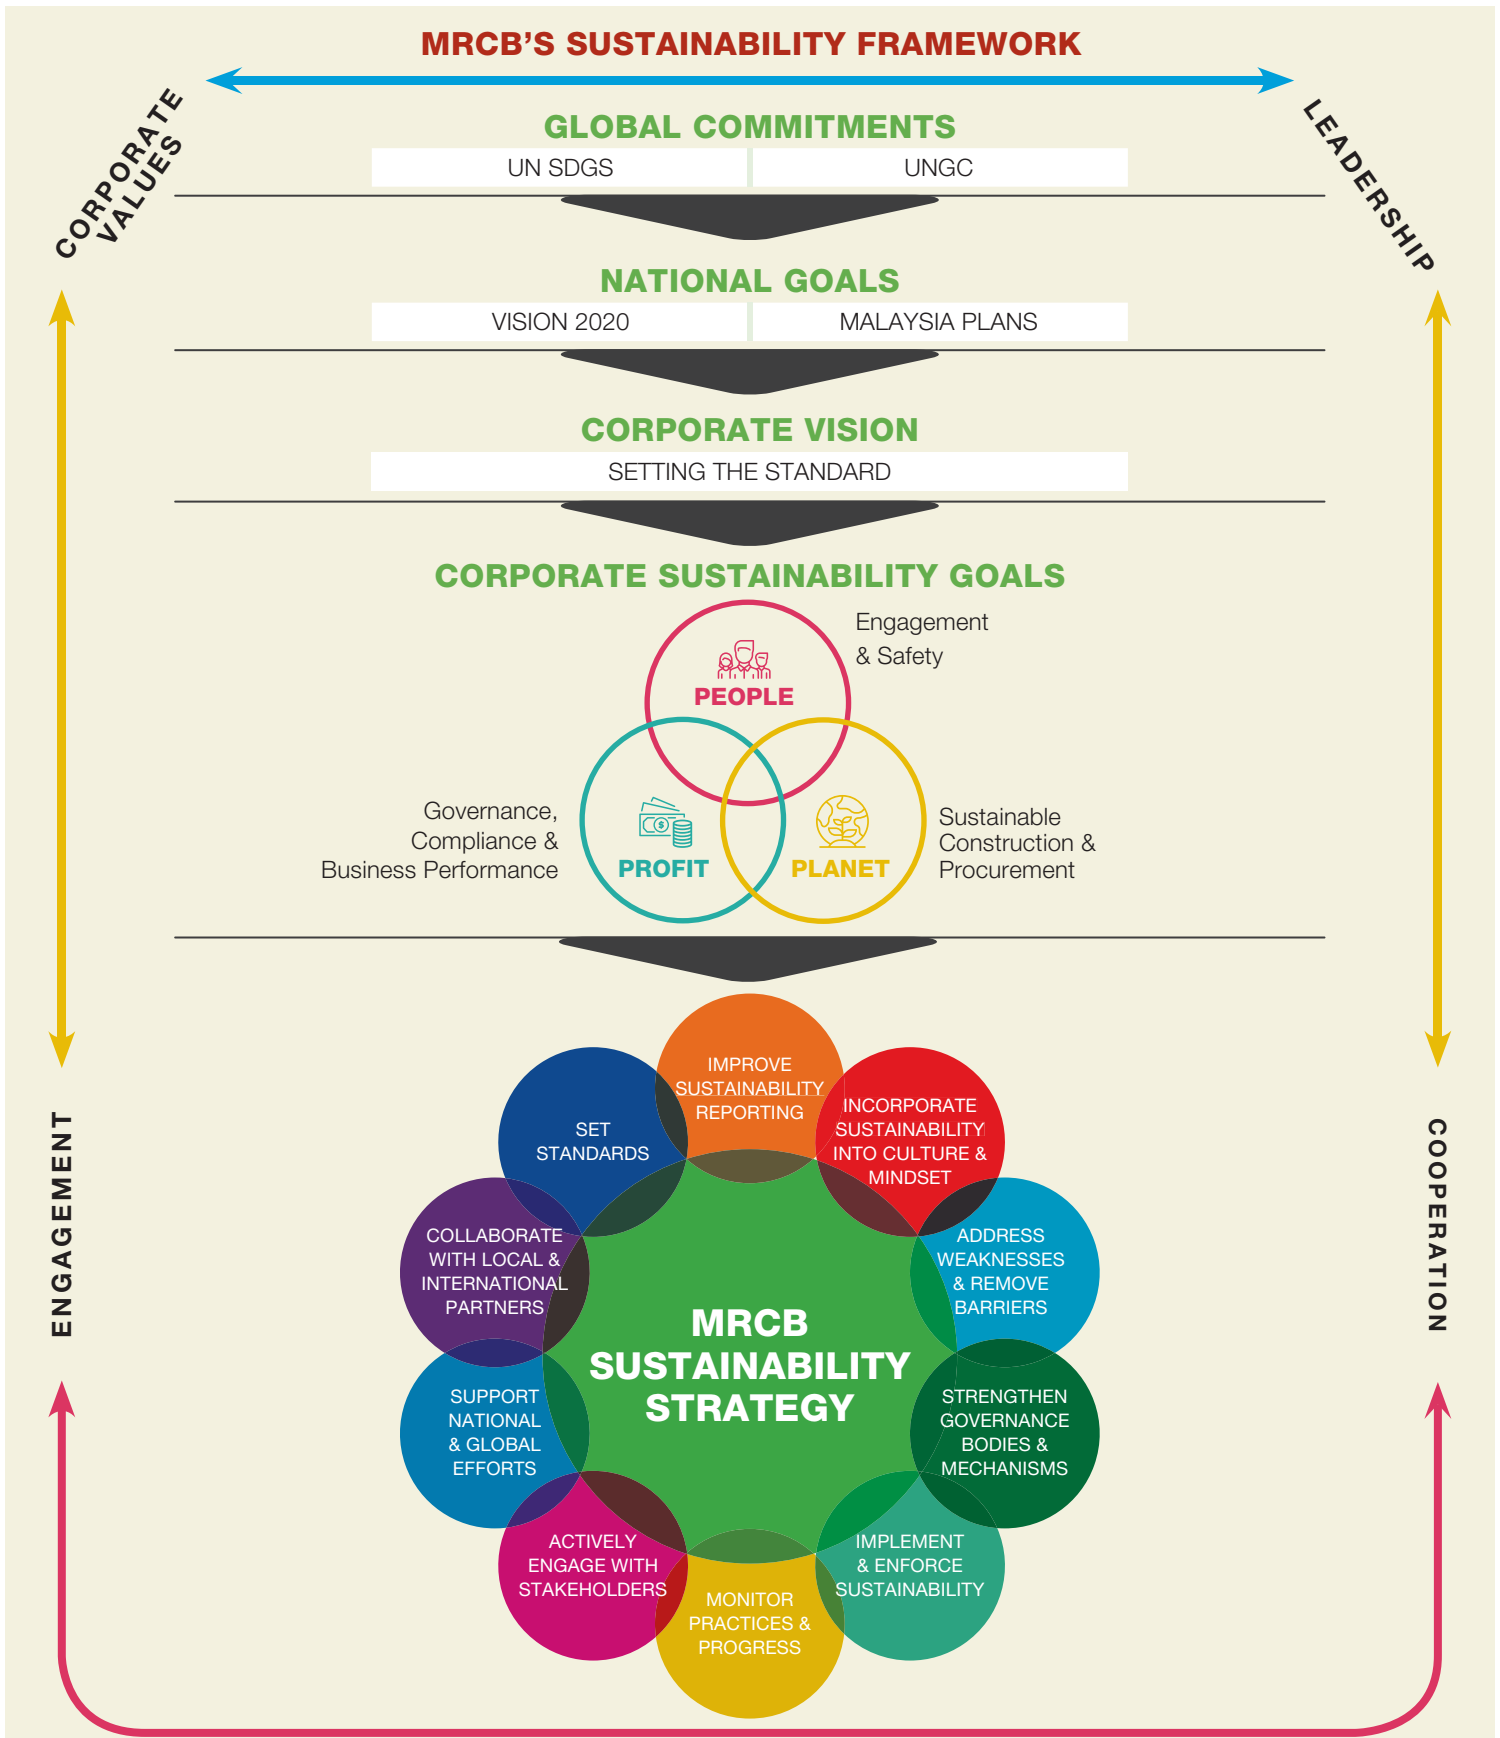 MRCB'S SUSTAINABILITY FRAMEWORK
CORPORATE
VALUES
LEADERSHIP
GLOBAL COMMITMENTS
UN SDGS
UNGC
NATIONAL GOALS
VISION 2020
MALAYSIA PLANS
CORPORATE VISION
SETTING THE STANDARD
CORPORATE SUSTAINABILITY GOALS
PEOPLE
Engagement
& Safety
Governance,
Compliance &
Business Performance
PROFIT
PLANET
Sustainable
Construction &
Procurement
ENGAGEMENT
COOPERATION
MRCB
SUSTAINABILITY
STRATEGY
IMPROVE
SUSTAINABILITY
REPORTING
INCORPORATE
SUSTAINABILITY
INTO CULTURE &
MINDSET
ADDRESS
WEAKNESSES
& REMOVE
BARRIERS
STRENGTHEN
GOVERNANCE
BODIES &
MECHANISMS
IMPLEMENT
& ENFORCE
SUSTAINABILITY
MONITOR
PRACTICES &
PROGRESS
ACTIVELY
ENGAGE WITH
STAKEHOLDERS
SUPPORT
NATIONAL
& GLOBAL
EFFORTS
COLLABORATE
WITH LOCAL &
INTERNATIONAL
PARTNERS
SET
STANDARDS